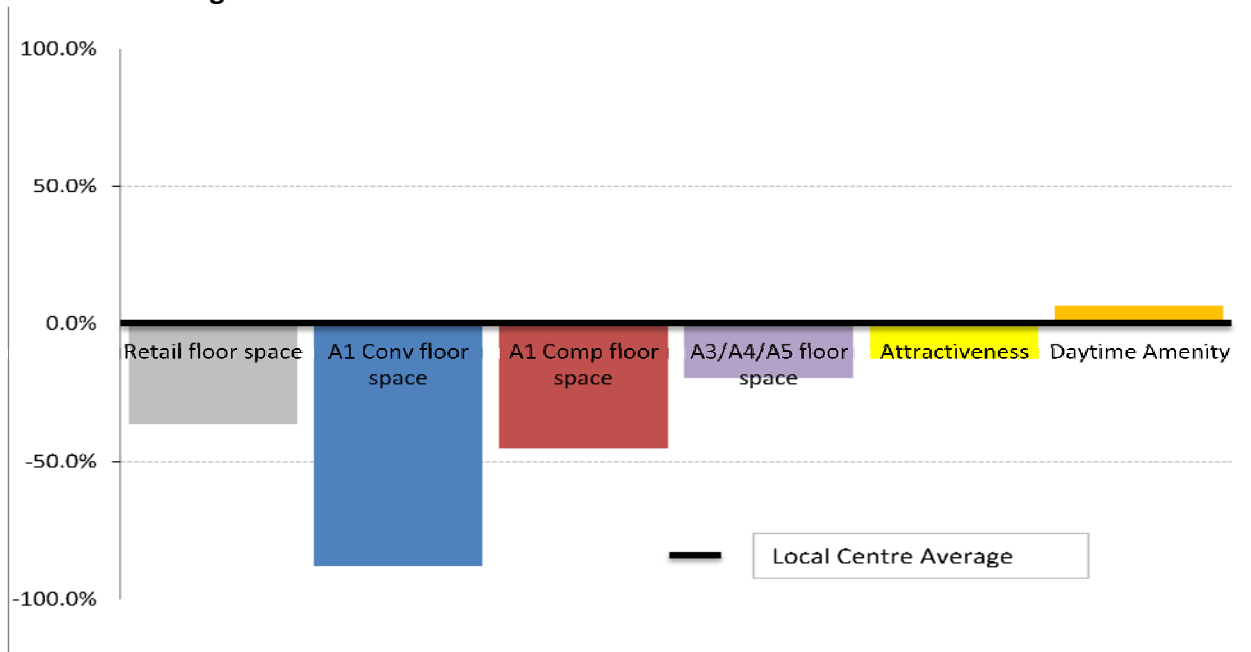 100.0%
50.0%
0.0%
Retail floor space
A1 Conv floor
space
A1 Comp floor
space
A3/A4/A5 floor
space
Attractiveness
Daytime Amenity
-50.0%
Local Centre Average
-100.0%